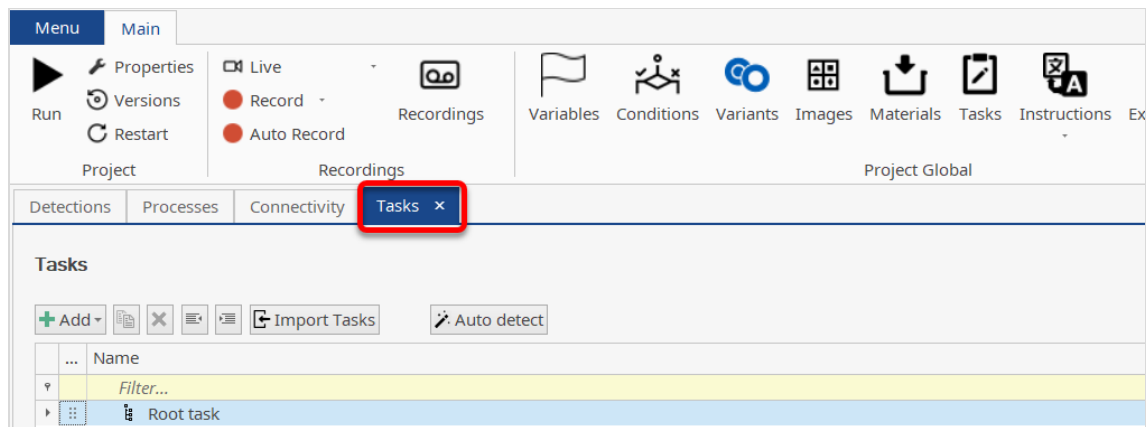 Menu Main
Properties Live
Versions Record
Run Recordings Variables Conditions Variants Images Materials Tasks Instructions Ex
Restart Auto Record
Project Recordings Project Global
Detections Processes Connectivity Tasks ×
Tasks
Add Import Tasks Auto detect
... Name
Filter...
Root task